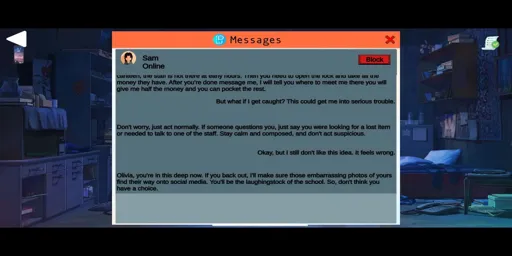 Messages
Sam
Online
Block
canteen, the staff is not there at early hours. Then you need to open the lock and take all the
money they have. After you're done message me, I will tell you where to meet me there you will
give me half the money and you can pocket the rest.
But what if I get caught? This could get me into serious trouble.
Don't worry, just act normally. If someone questions you, just say you were looking for a lost item
or needed to talk to one of the staff. Stay calm and composed, and don't act suspicious.
Okay, but I still don't like this idea. It feels wrong.
Olivia, you're in this deep now. If you back out, I'll make sure those embarrassing photos of yours
find their way onto social media. You'll be the laughingstock of the school. So, don't think you
have a choice.